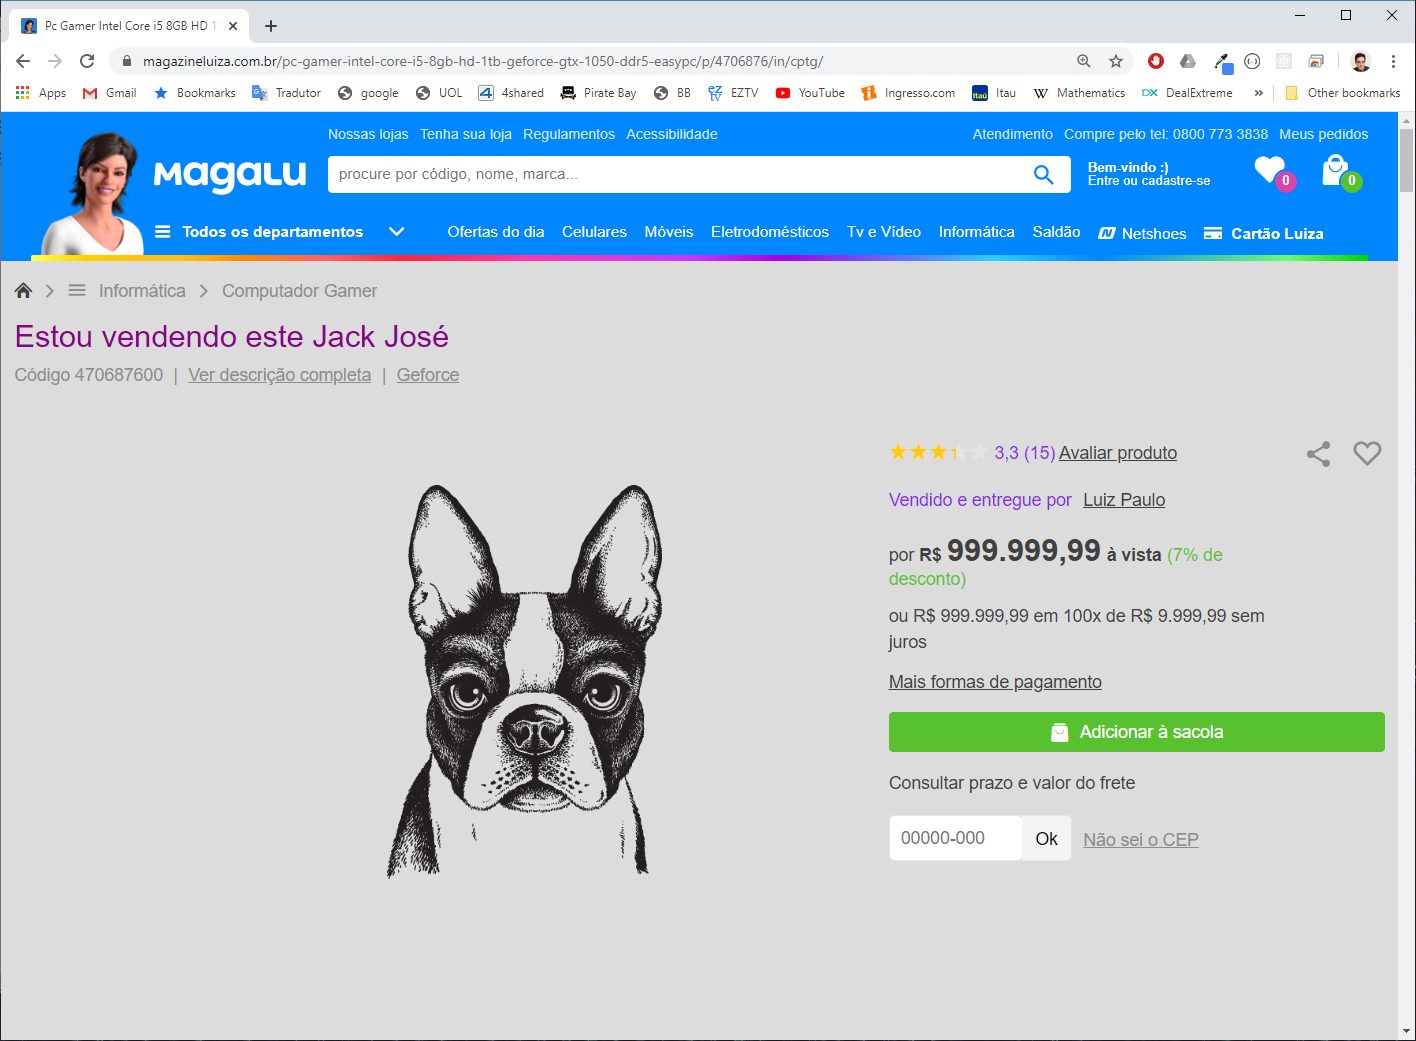 Pc Gamer Intel Core i5 8GB HD 1
magazineluiza.com.br/pc-gamer-intel-core-i5-8gb-hd-1tb-geforce-gtx-1050-ddr5-easypc/p/4706876/in/cptg/
Apps Gmail Bookmarks Tradutor google UOL 4shared Pirate Bay BB EZTV YouTube Ingresso.com Itau Mathematics DealExtreme » Other bookmarks
Nossas lojas Tenha sua loja Regulamentos Acessibilidade Atendimento Compre pelo tel: 0800 773 3838 Meus pedidos
MAGALU
procure por código, nome, marca...
Bem-vindo :)
Entre ou cadastre-se
0 0
Todos os departamentos Ofertas do dia Celulares Móveis Eletrodomésticos Tv e Vídeo Informática Saldão Netshoes Cartão Luiza
Informática Computador Gamer
Estou vendendo este Jack José
Código 470687600 | Ver descrição completa | Geforce
3,3 (15) Avaliar produto
Vendido e entregue por Luiz Paulo
por R$ 999.999,99 à vista (7% de
desconto)
ou R$ 999.999,99 em 100x de R$ 9.999,99 sem
juros
Mais formas de pagamento
Adicionar à sacola
Consultar prazo e valor do frete
00000-000 Ok Não sei o CEP